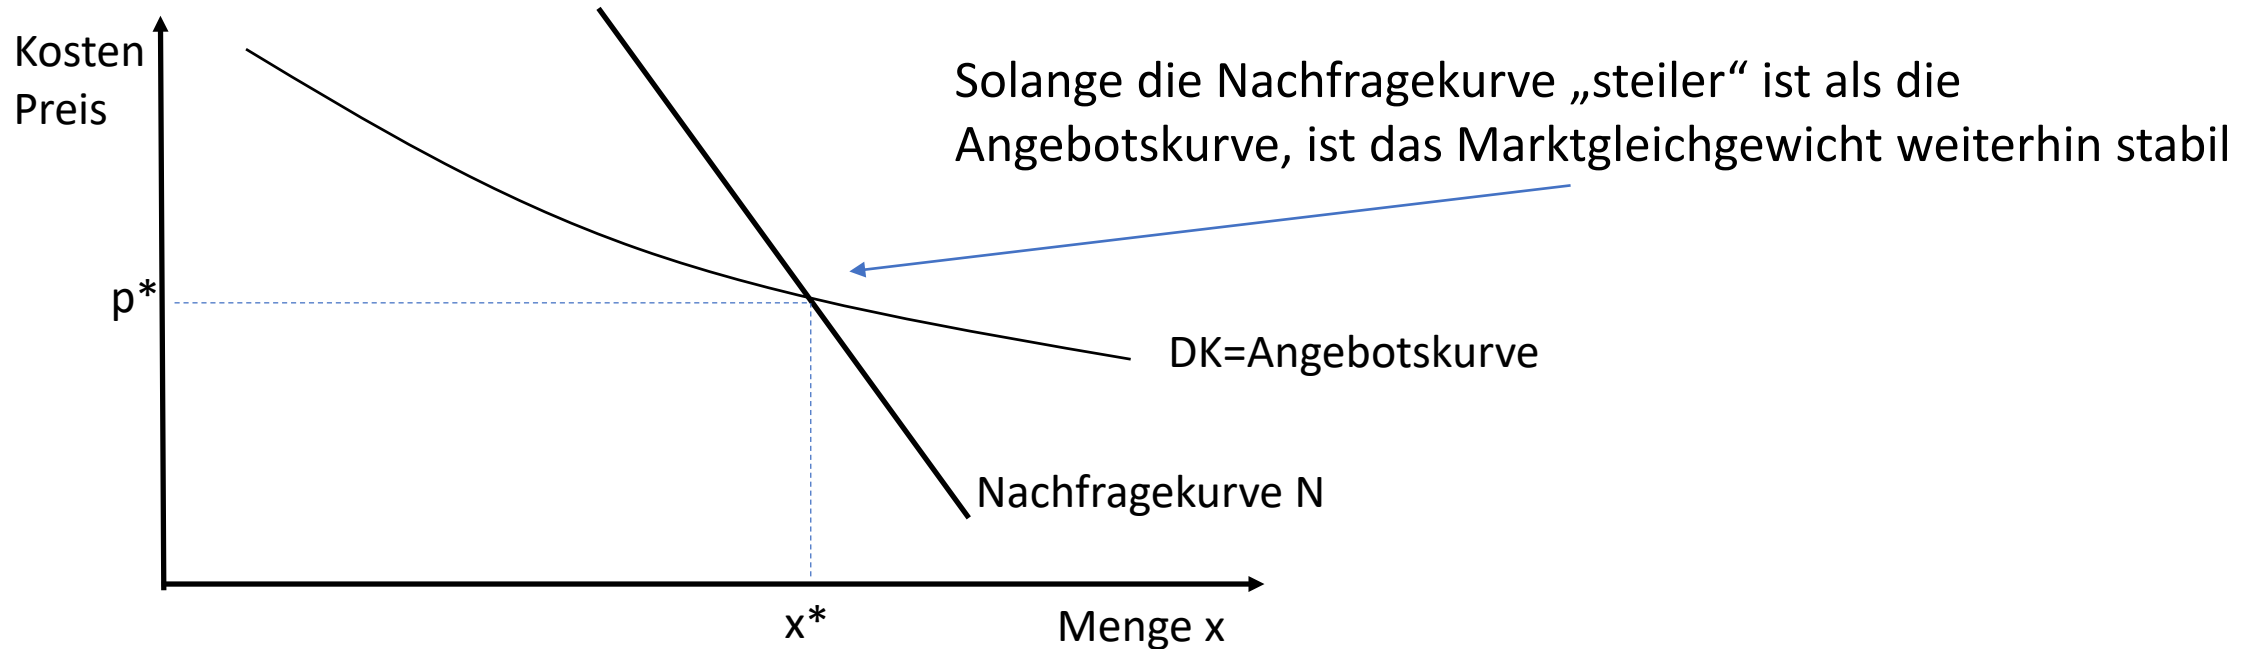 Kosten
Preis
Solange die Nachfragekurve „steiler“ ist als die
Angebotskurve, ist das Marktgleichgewicht weiterhin stabil
p*
DK=Angebotskurve
Nachfragekurve N
x*
Menge x